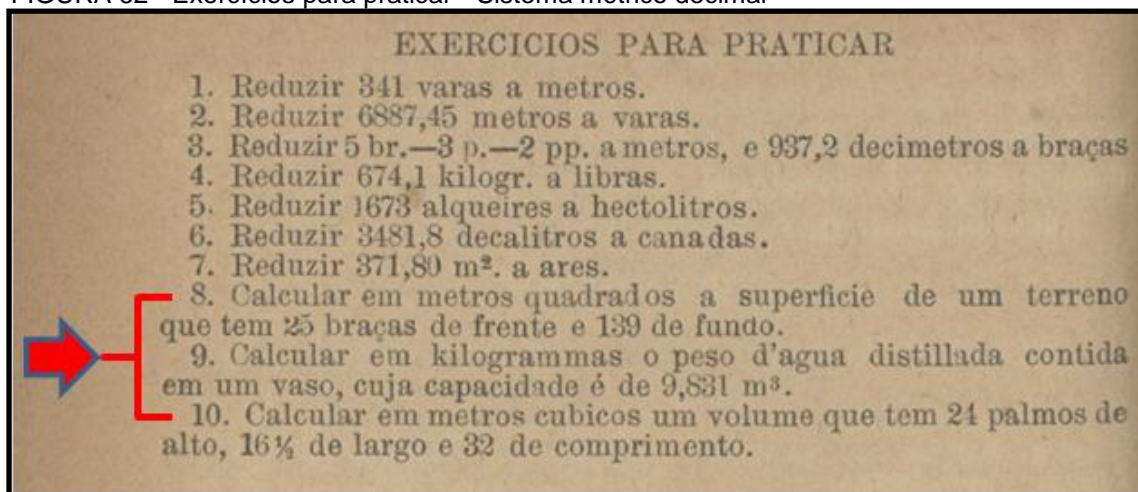 FIGURA 62 - Exercícios para praticar – Sistema métrico decimal
EXERCICIOS PARA PRATICAR
1. Reduzir 341 varas a metros.
2. Reduzir 6887,45 metros a varas.
3. Reduzir 5 br.—3 p.—2 pp. a metros, e 937,2 decimetros a braças
4. Reduzir 674,1 kilogr. a libras.
5. Reduzir 1673 alqueires a hectolitros.
6. Reduzir 3481,8 decalitros a canadas.
7. Reduzir 371,80 m². a ares.
8. Calcular em metros quadrados a superficie de um terreno
que tem 25 braças de frente e 139 de fundo.
9. Calcular em kilogrammas o peso d'agua distillada contida
em um vaso, cuja capacidade é de 9,831 m³.
10. Calcular em metros cubicos um volume que tem 24 palmos de
alto, 16 de largo e 32 de comprimento.